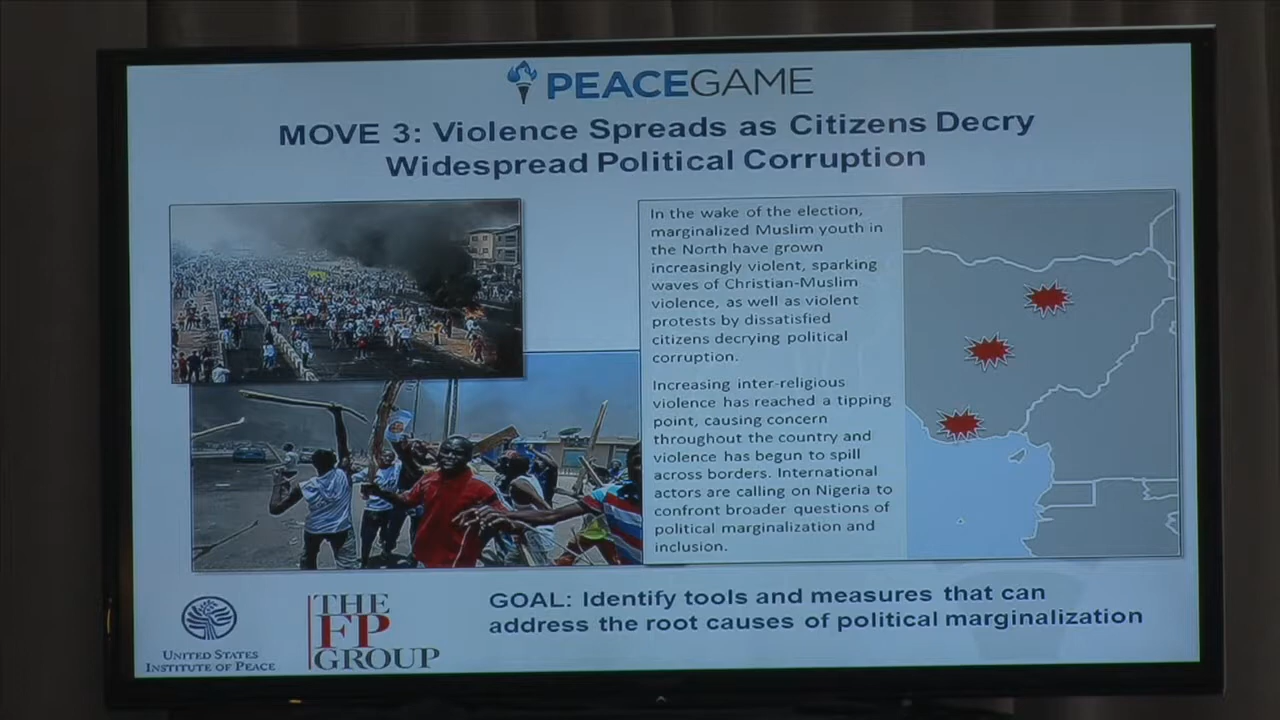 PEACEGAME
MOVE 3: Violence Spreads as Citizens Decry
Widespread Political Corruption
In the wake of the election,
marginalized Muslim youth in
the North have grown
increasingly violent, sparking
waves of Christian-Muslim
violence, as well as violent
protests by dissatisfied
citizens decrying political
corruption.
Increasing inter-religious
violence has reached a tipping
point, causing concern
throughout the country and
violence has begun to spill
across borders. International
actors are calling on Nigeria to
confront broader questions of
political marginalization and
inclusion.
GOAL: Identify tools and measures that can
address the root causes of political marginalization
UNITED STATES
INSTITUTE OF PEACE
THE
FP
GROUP